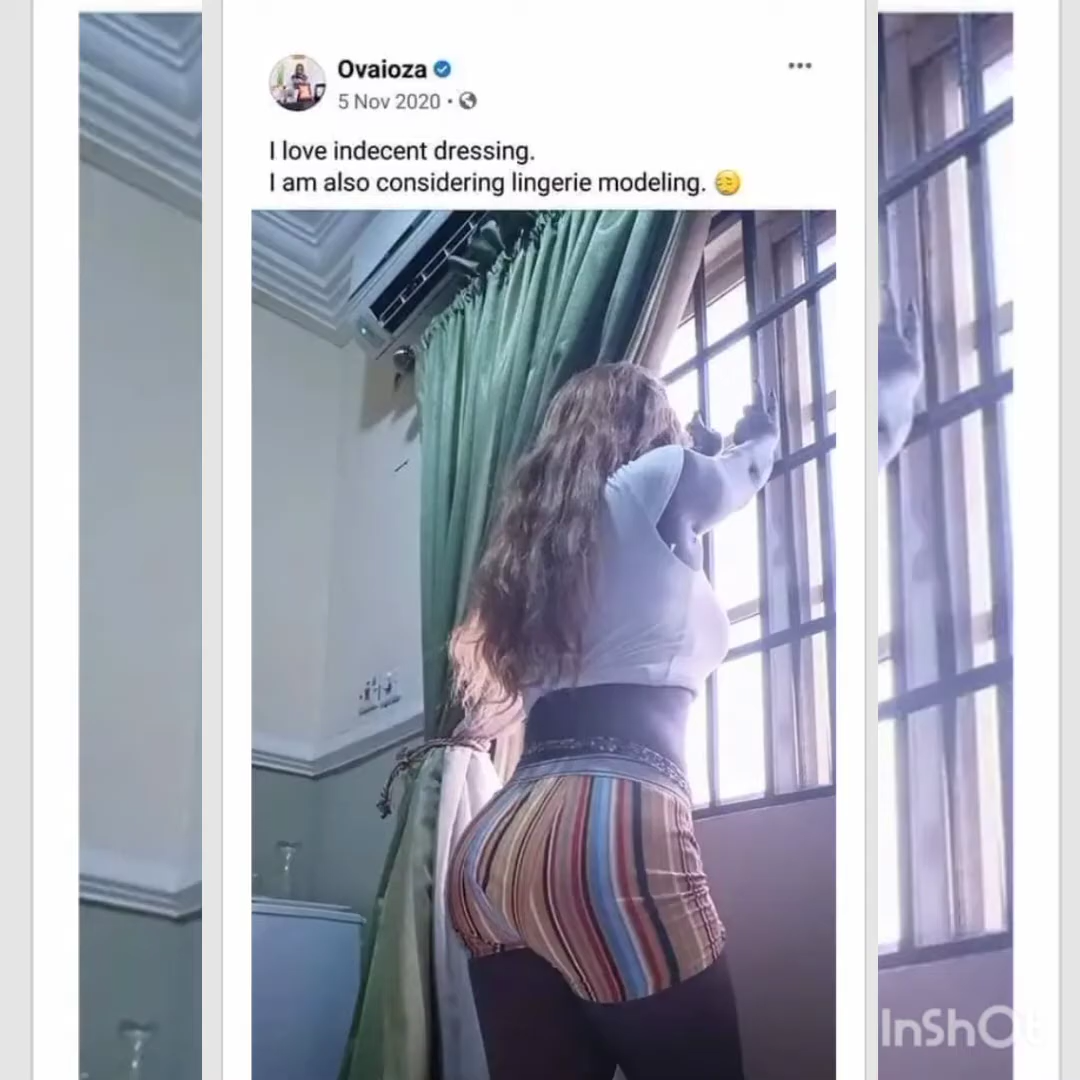 Ovaioza
5 Nov 2020 ·
I love indecent dressing.
I am also considering lingerie modeling. 😔
InShOt